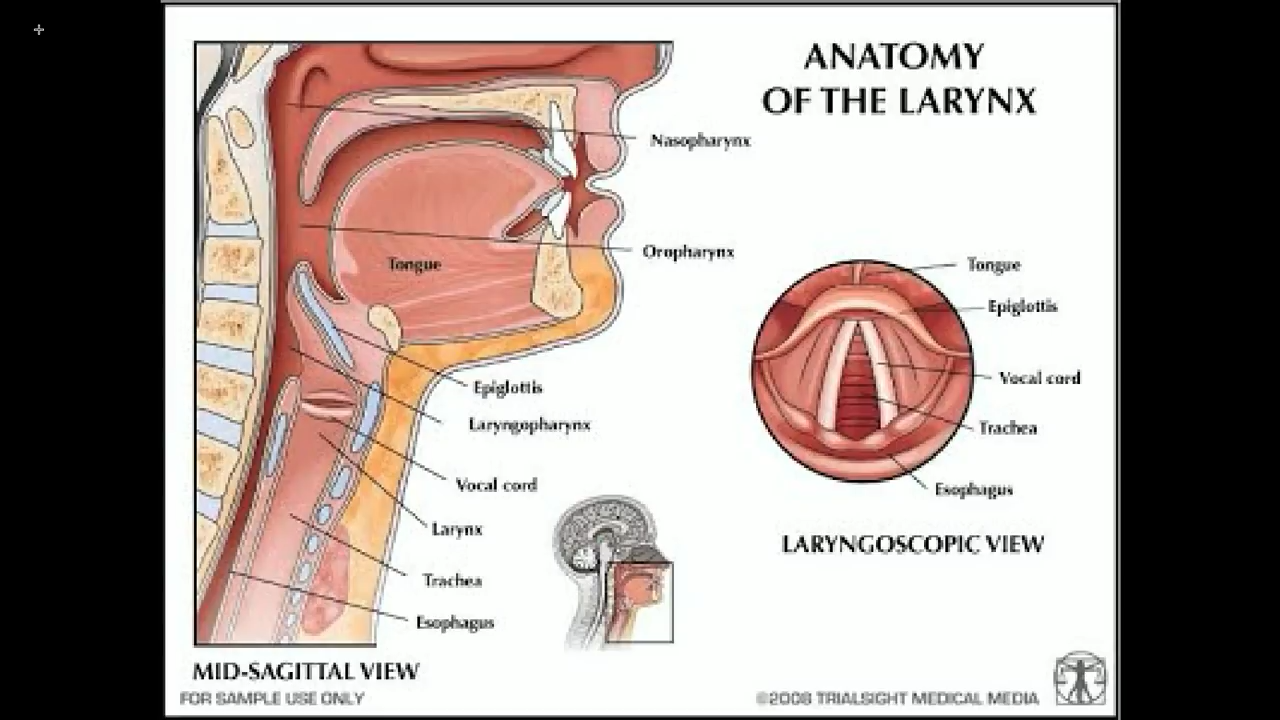 ANATOMY
OF THE LARYNX
Nasopharynx
Oropharynx
Tongue
Epiglottis
Laryngopharynx
Vocal cord
Larynx
Trachea
Esophagus
MID-SAGITTAL VIEW
Tongue
Epiglottis
Vocal cord
Trachea
Esophagus
LARYNGOSCOPIC VIEW
FOR SAMPLE USE ONLY
©2008 TRIALSIGHT MEDICAL MEDIA